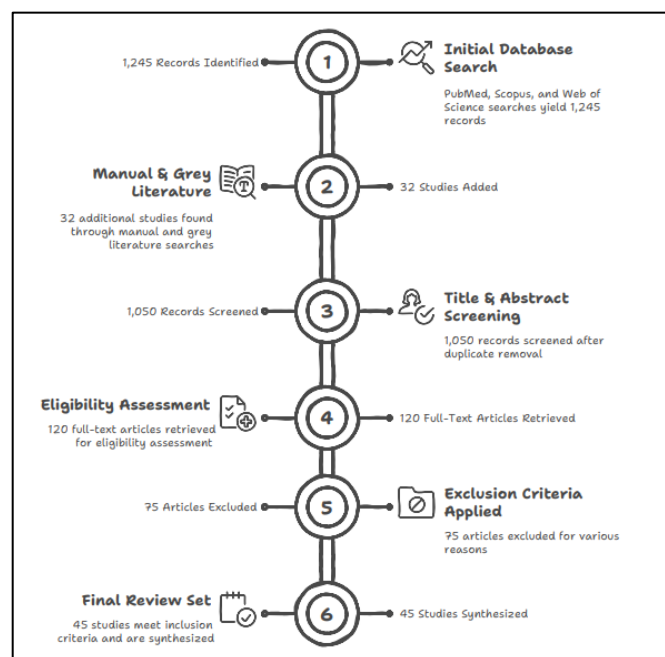 1,245 Records Identified
1
Initial Database
Search
PubMed, Scopus, and Web of
Science searches yield 1,245
records
Manual & Grey
Literature
32 additional studies found
through manual and grey
literature searches
T
2
32 Studies Added
1,050 Records Screened
3
Title & Abstract
Screening
1,050 records screened after
duplicate removal
Eligibility Assessment
120 full-text articles retrieved
for eligibility assessment
4
120 Full-Text Articles Retrieved
75 Articles Excluded
5
Exclusion Criteria
Applied
75 articles excluded for various
reasons
Final Review Set
45 studies meet inclusion
criteria and are synthesized
6
45 Studies Synthesized